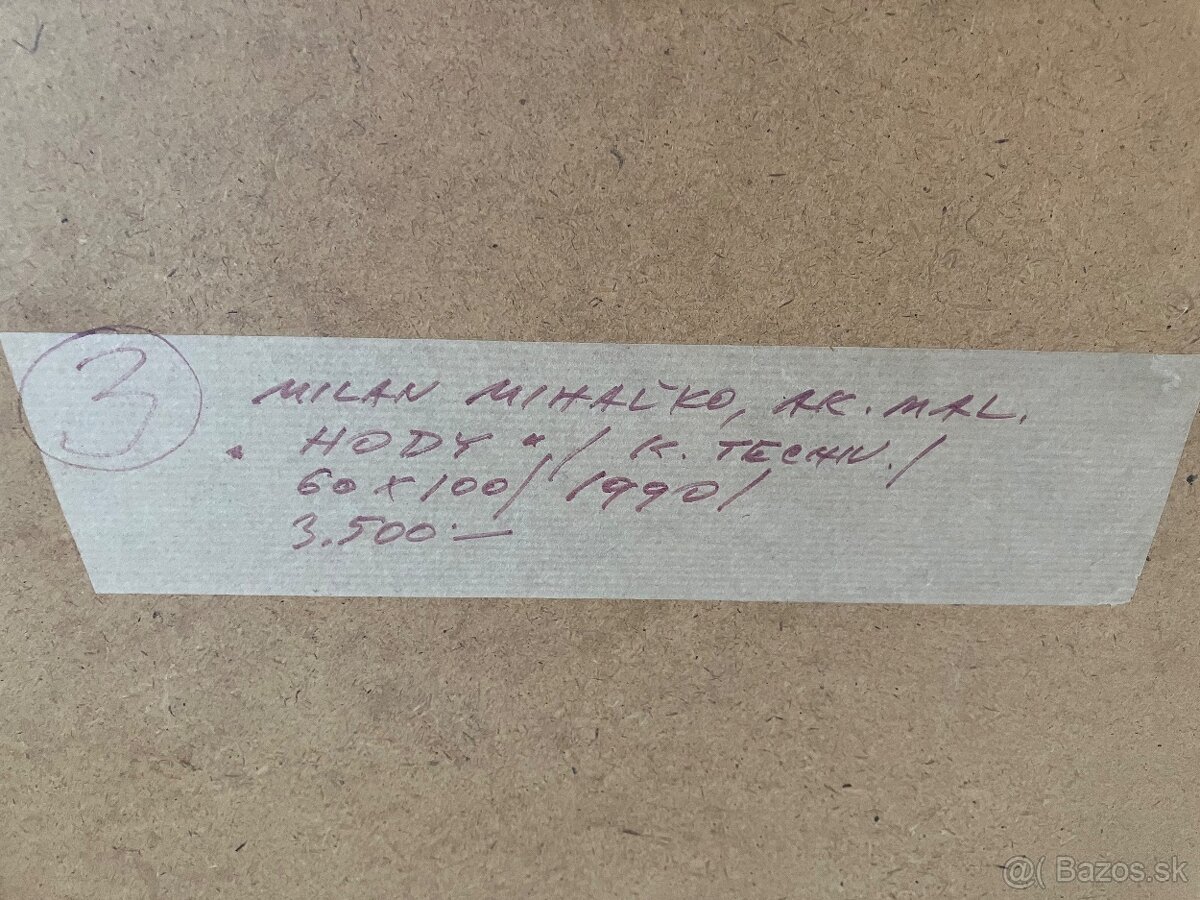 3
MILAN MIHAĽKO, AK. MAL.
" HODY " / K. TECHN. /
60 x 100 / 1990 /
3.500.—
@( Bazos.sk